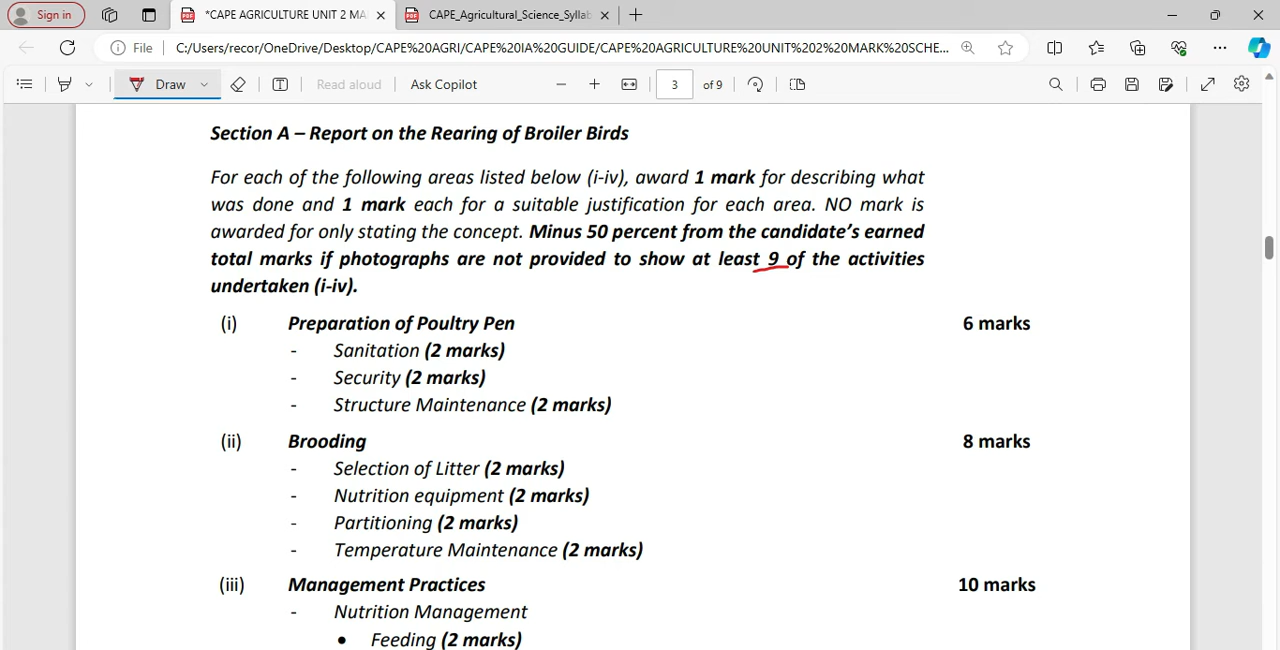 Sign in
*CAPE AGRICULTURE UNIT 2 MA
CAPE_Agricultural_Science_Syllab
File
C:/Users/recor/OneDrive/Desktop/CAPE%20AGRI/CAPE%20IA%20GUIDE/CAPE%20AGRICULTURE%20UNIT%202%20MARK%20SCHE...
Draw
Read aloud
Ask Copilot
3 of 9
Section A – Report on the Rearing of Broiler Birds
For each of the following areas listed below (i-iv), award 1 mark for describing what
was done and 1 mark each for a suitable justification for each area. NO mark is
awarded for only stating the concept. Minus 50 percent from the candidate's earned
total marks if photographs are not provided to show at least 9 of the activities
undertaken (i-iv).
(i) Preparation of Poultry Pen 6 marks
- Sanitation (2 marks)
- Security (2 marks)
- Structure Maintenance (2 marks)
(ii) Brooding 8 marks
- Selection of Litter (2 marks)
- Nutrition equipment (2 marks)
- Partitioning (2 marks)
- Temperature Maintenance (2 marks)
(iii) Management Practices 10 marks
- Nutrition Management
• Feeding (2 marks)